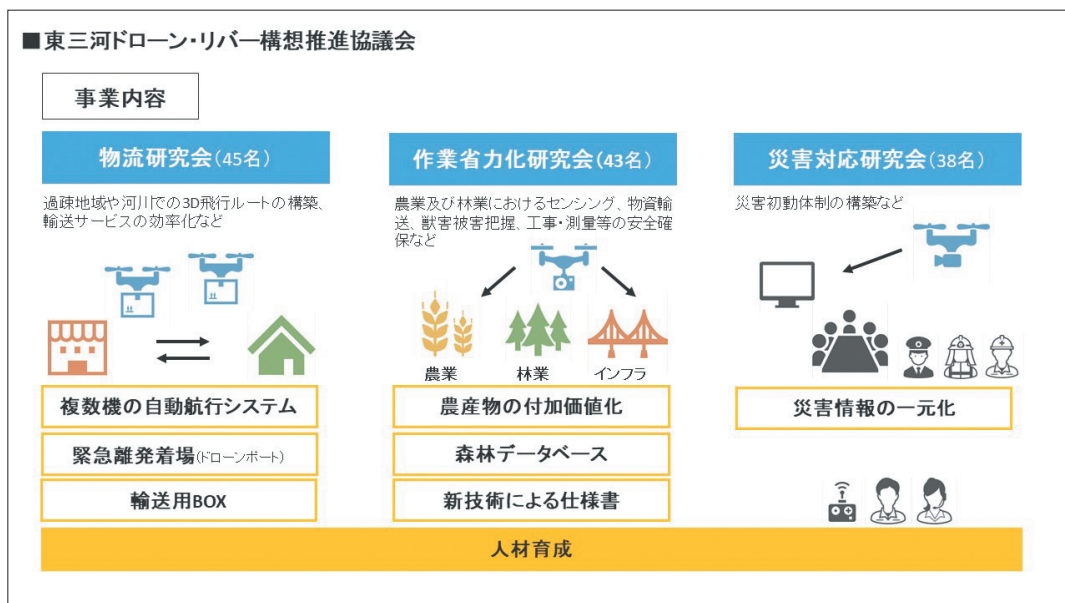 ■東三河ドローン・リバー構想推進協議会
事業内容
物流研究会(45名)
過疎地域や河川での3D飛行ルートの構築、
輸送サービスの効率化など
複数機の自動航行システム
緊急離発着場(ドローンポート)
輸送用BOX
作業省力化研究会(43名)
農業及び林業におけるセンシング、物資輸
送、獣害被害把握、工事・測量等の安全確
保など
農業 林業 インフラ
農産物の付加価値化
森林データベース
新技術による仕様書
災害対応研究会(38名)
災害初動体制の構築など
災害情報の一元化
人材育成